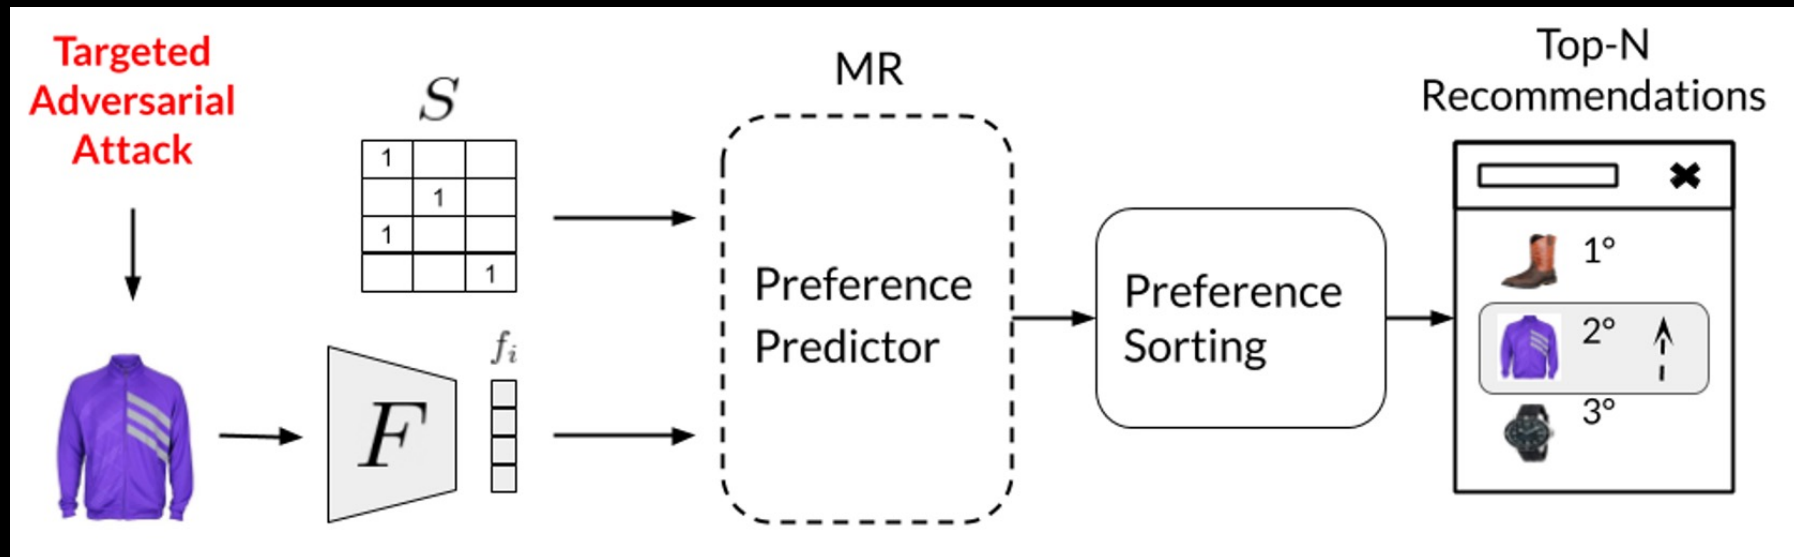 Targeted
Adversarial
Attack
S
1
1
1
1
F
f_i
MR
Preference
Predictor
Preference
Sorting
Top-N
Recommendations
1°
2°
3°